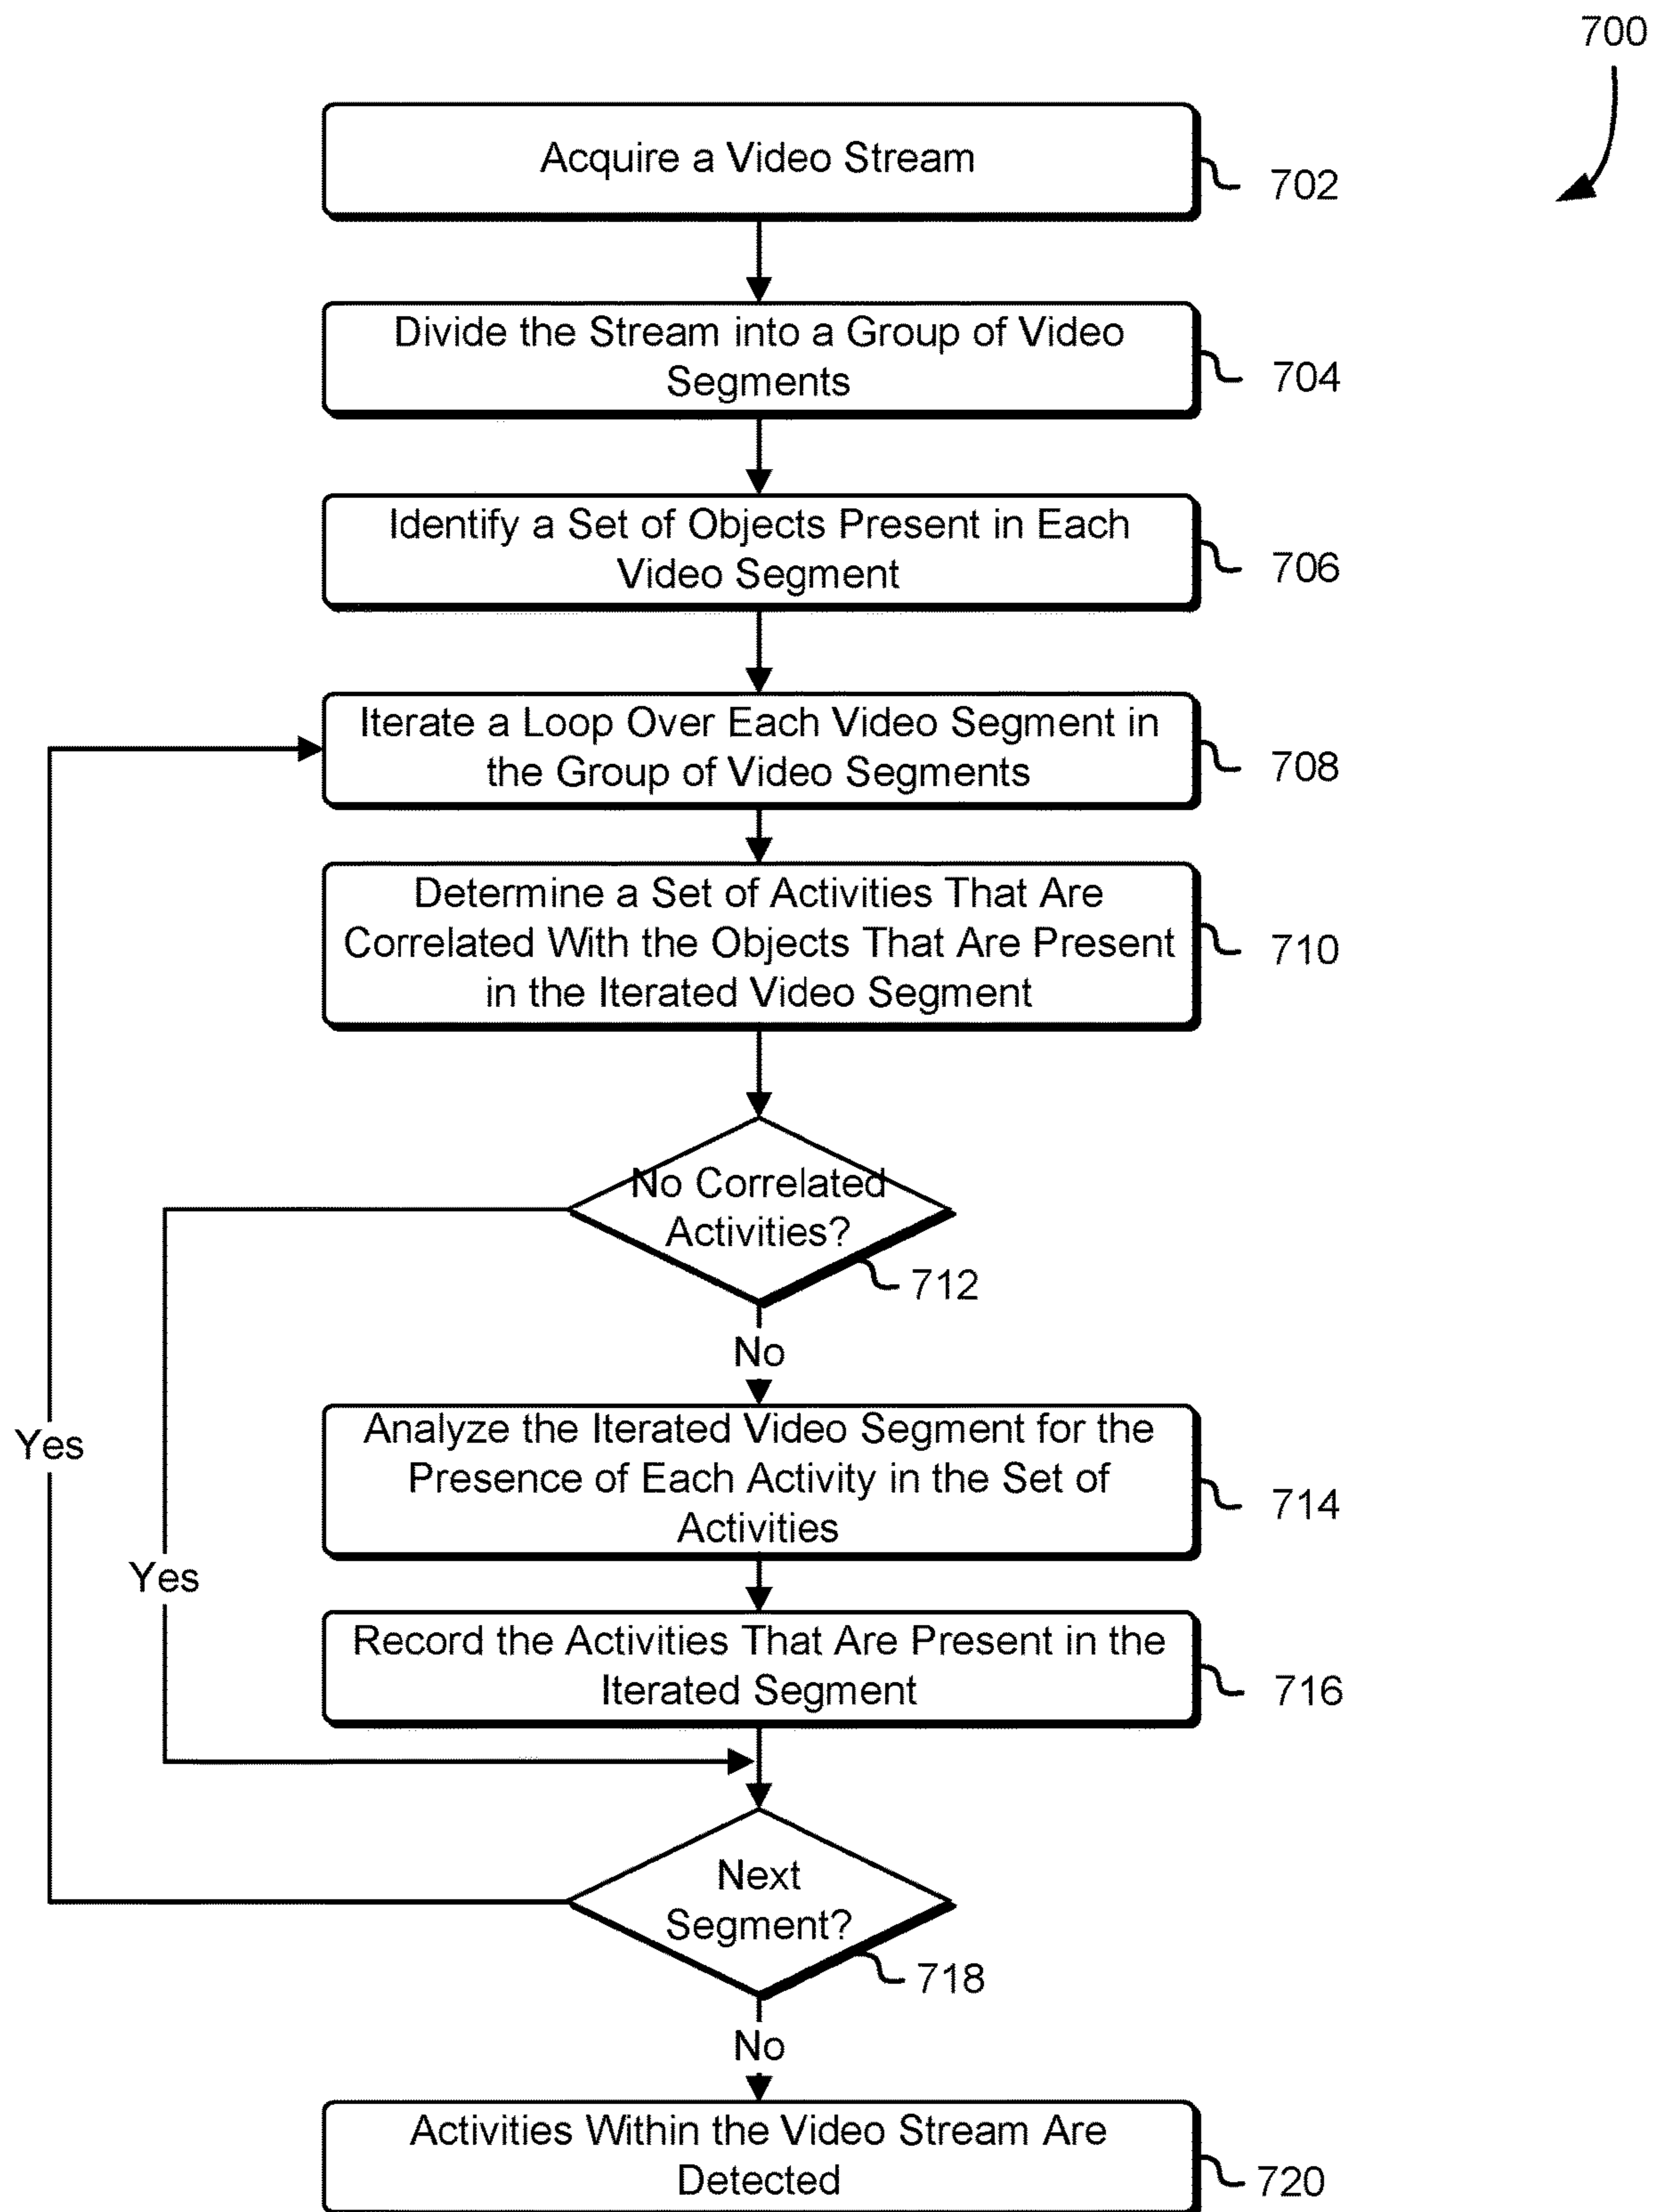 700
Acquire a Video Stream
702
Divide the Stream into a Group of Video
Segments
704
Identify a Set of Objects Present in Each
Video Segment
706
Iterate a Loop Over Each Video Segment in
the Group of Video Segments
708
Determine a Set of Activities That Are
Correlated With the Objects That Are Present
in the Iterated Video Segment
710
No Correlated
Activities?
712
No
Analyze the Iterated Video Segment for the
Presence of Each Activity in the Set of
Activities
714
Yes
Yes
Record the Activities That Are Present in the
Iterated Segment
716
Next
Segment?
718
No
Activities Within the Video Stream Are
Detected
720